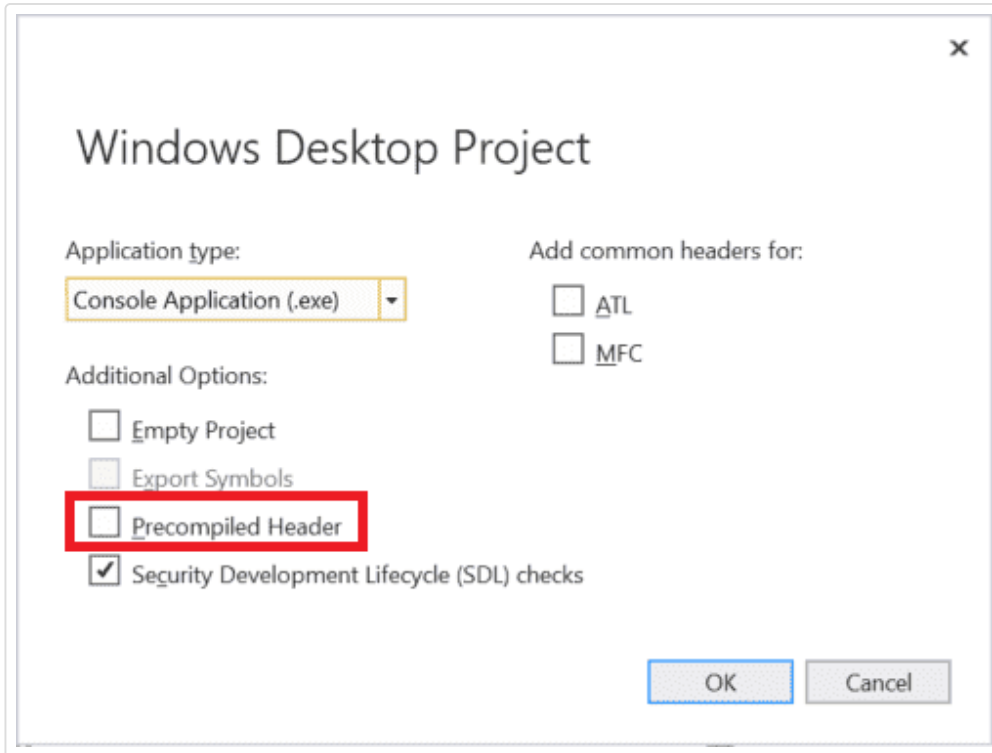 Windows Desktop Project
Application type:
Console Application (.exe)
Additional Options:
Empty Project
Export Symbols
Precompiled Header
Security Development Lifecycle (SDL) checks
Add common headers for:
ATL
MFC
OK
Cancel